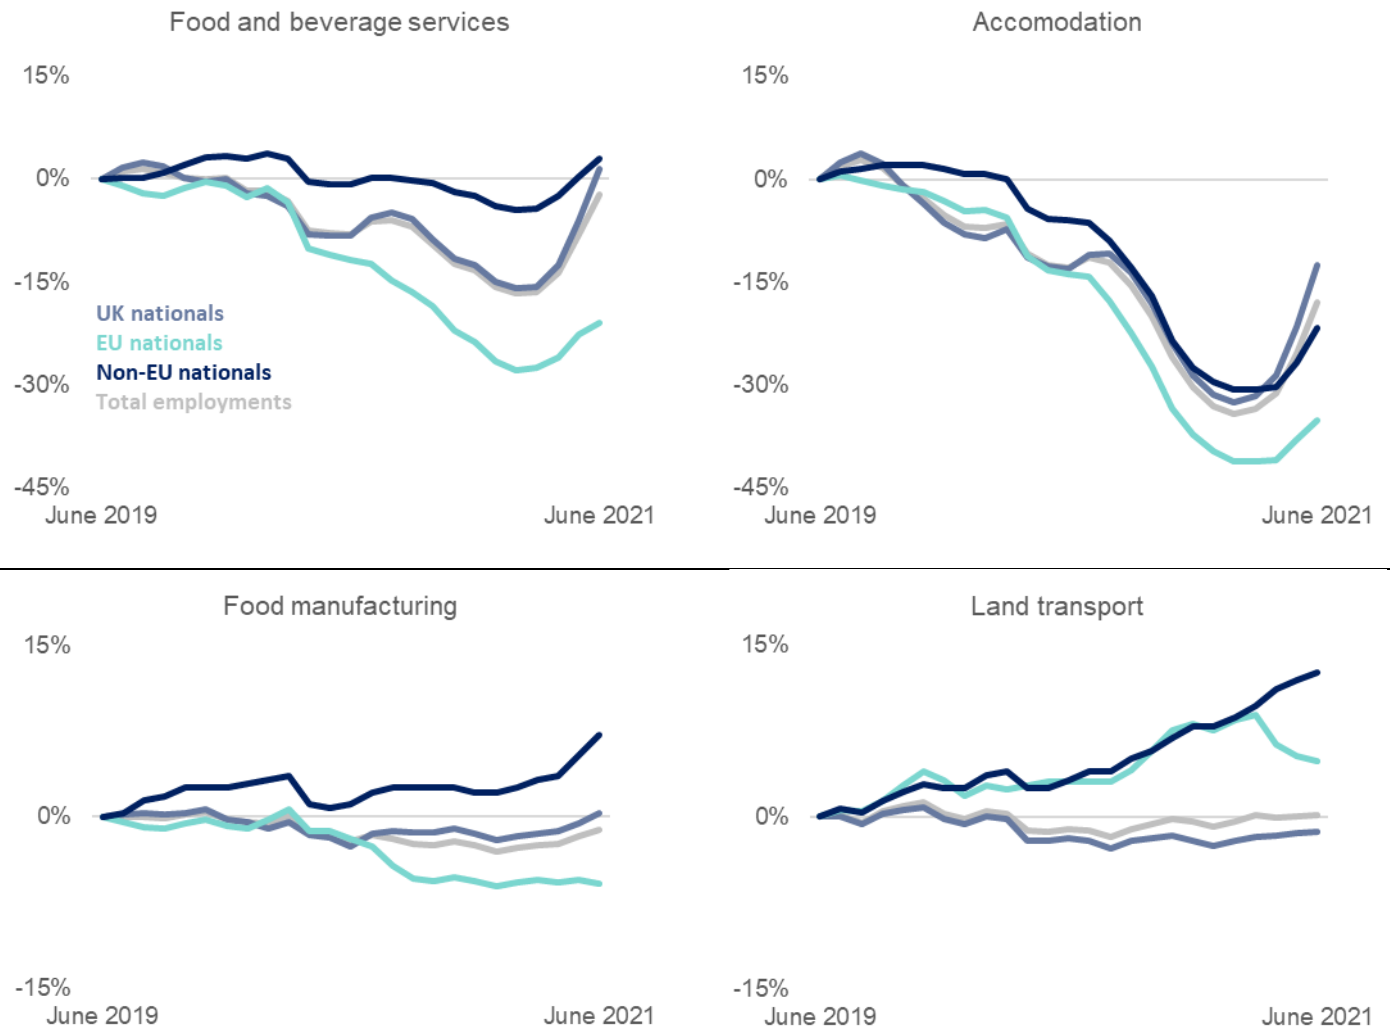 Food and beverage services
15%
0%
-15%
UK nationals
EU nationals
Non-EU nationals
Total employments
-30%
-45%
June 2019
June 2021
Accomodation
15%
0%
-15%
-30%
-45%
June 2019
June 2021
Food manufacturing
15%
0%
-15%
June 2019
June 2021
Land transport
15%
0%
-15%
June 2019
June 2021